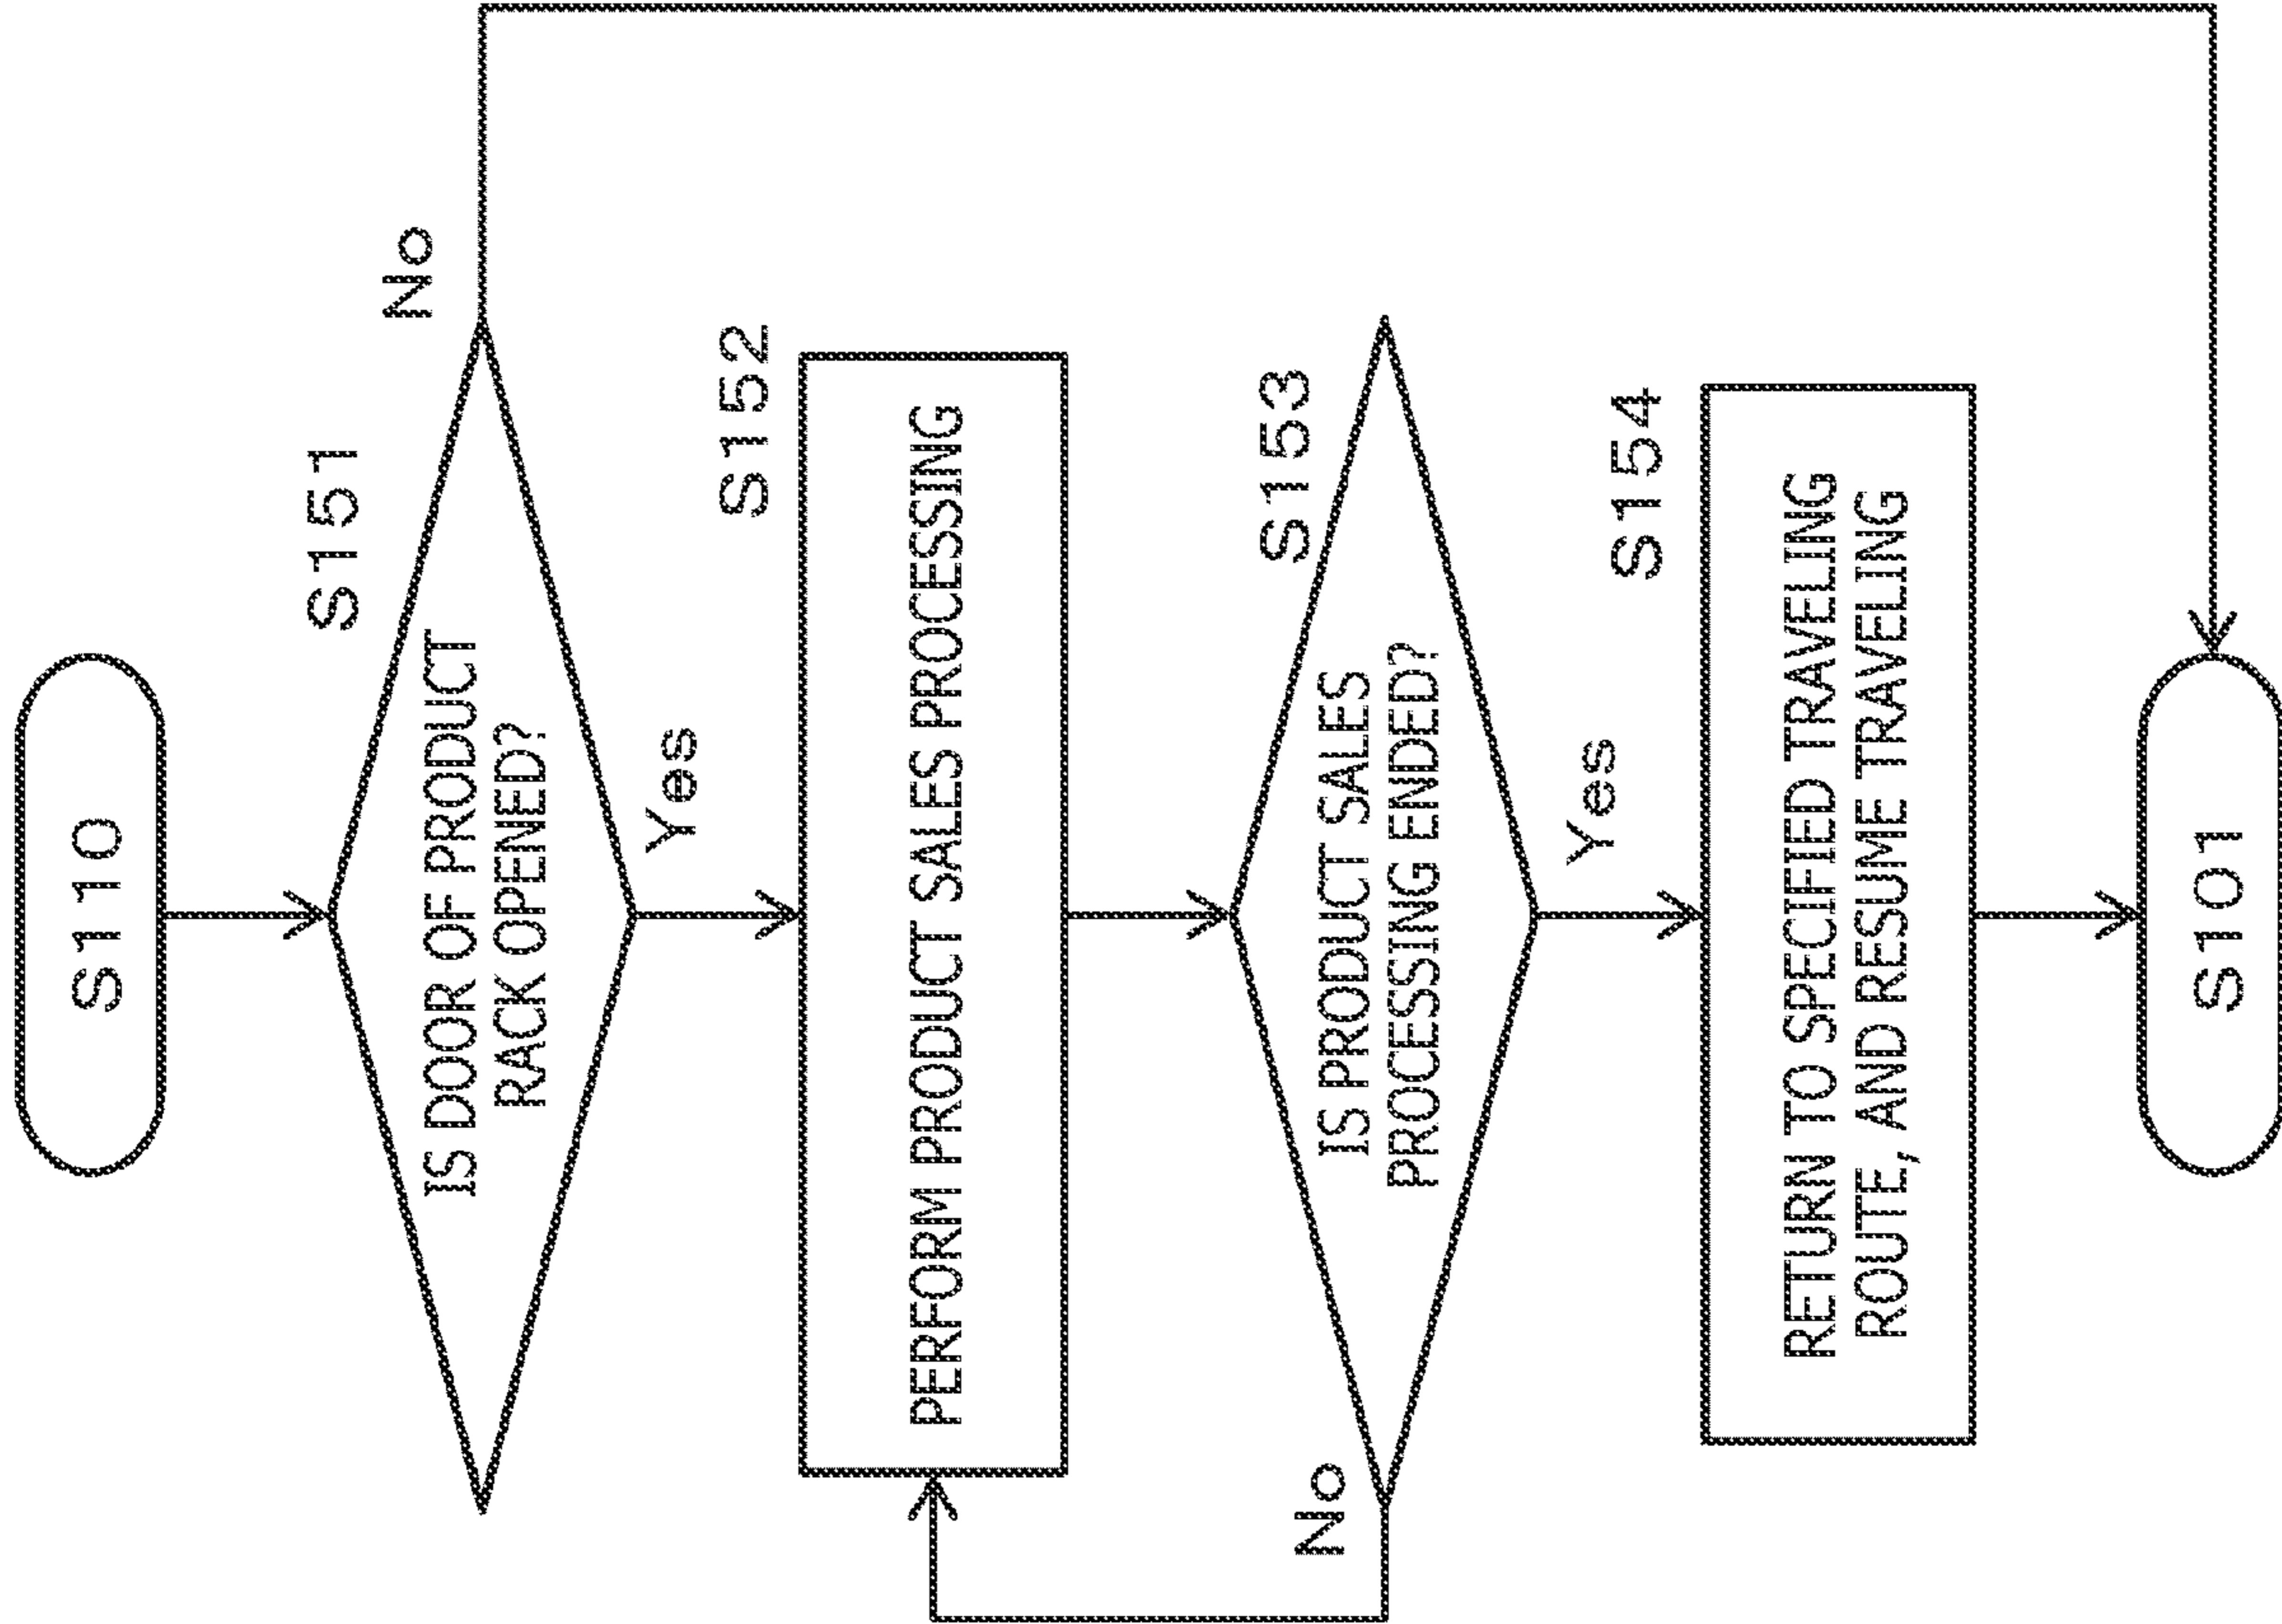 S110
S151
IS DOOR OF PRODUCT
RACK OPENED?
No
Yes
S152
PERFORM PRODUCT SALES PROCESSING
S153
IS PRODUCT SALES
PROCESSING ENDED?
No
Yes
S154
RETURN TO SPECIFIED TRAVELING
ROUTE, AND RESUME TRAVELING
S101